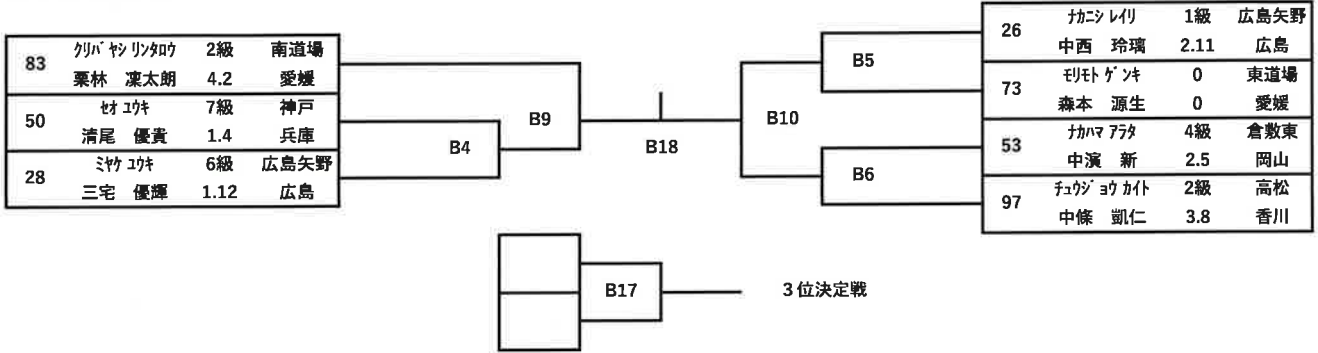 83 クリバヤシ リンタロウ 2級 南道場
栗林 凜太朗 4.2 愛媛
50 セオ ユウキ 7級 神戸
清尾 優貴 1.4 兵庫
28 ミヤケ ユウキ 6級 広島矢野
三宅 優輝 1.12 広島
B4
B9
B18
B10
B5
B6
26 ナカニシ レイリ 1級 広島矢野
中西 玲璃 2.11 広島
73 モリモト ゲンキ 0 東道場
森本 源生 0 愛媛
53 ナカハマ アラタ 4級 倉敷東
中濱 新 2.5 岡山
97 チュウジョウ カイト 2級 高松
中條 凱仁 3.8 香川
B17
3位決定戦